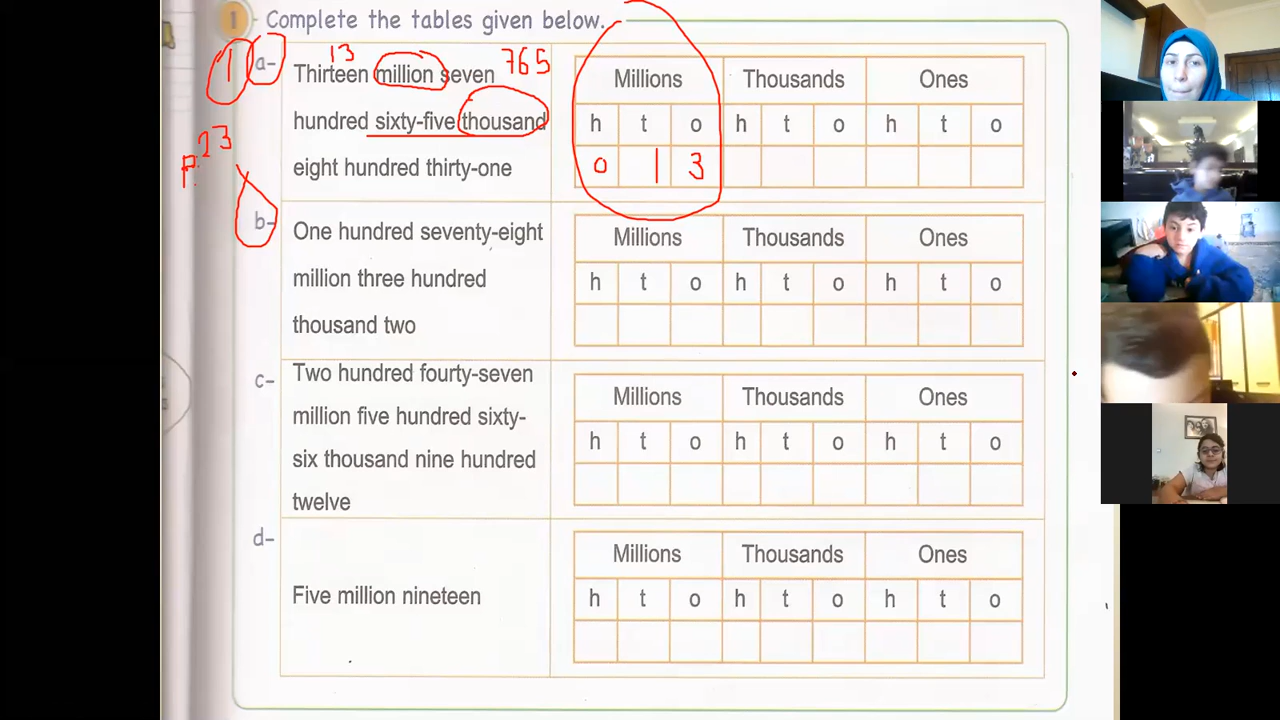 1 Complete the tables given below.
1 a- Thirteen million seven
13 765
hundred sixty-five thousand
eight hundred thirty-one
Millions Thousands Ones
h t o h t o h t o
0 1 3
P.23
b- One hundred seventy-eight
million three hundred
thousand two
Millions Thousands Ones
h t o h t o h t o
c- Two hundred fourty-seven
million five hundred sixty-
six thousand nine hundred
twelve
Millions Thousands Ones
h t o h t o h t o
d- Five million nineteen
Millions Thousands Ones
h t o h t o h t o